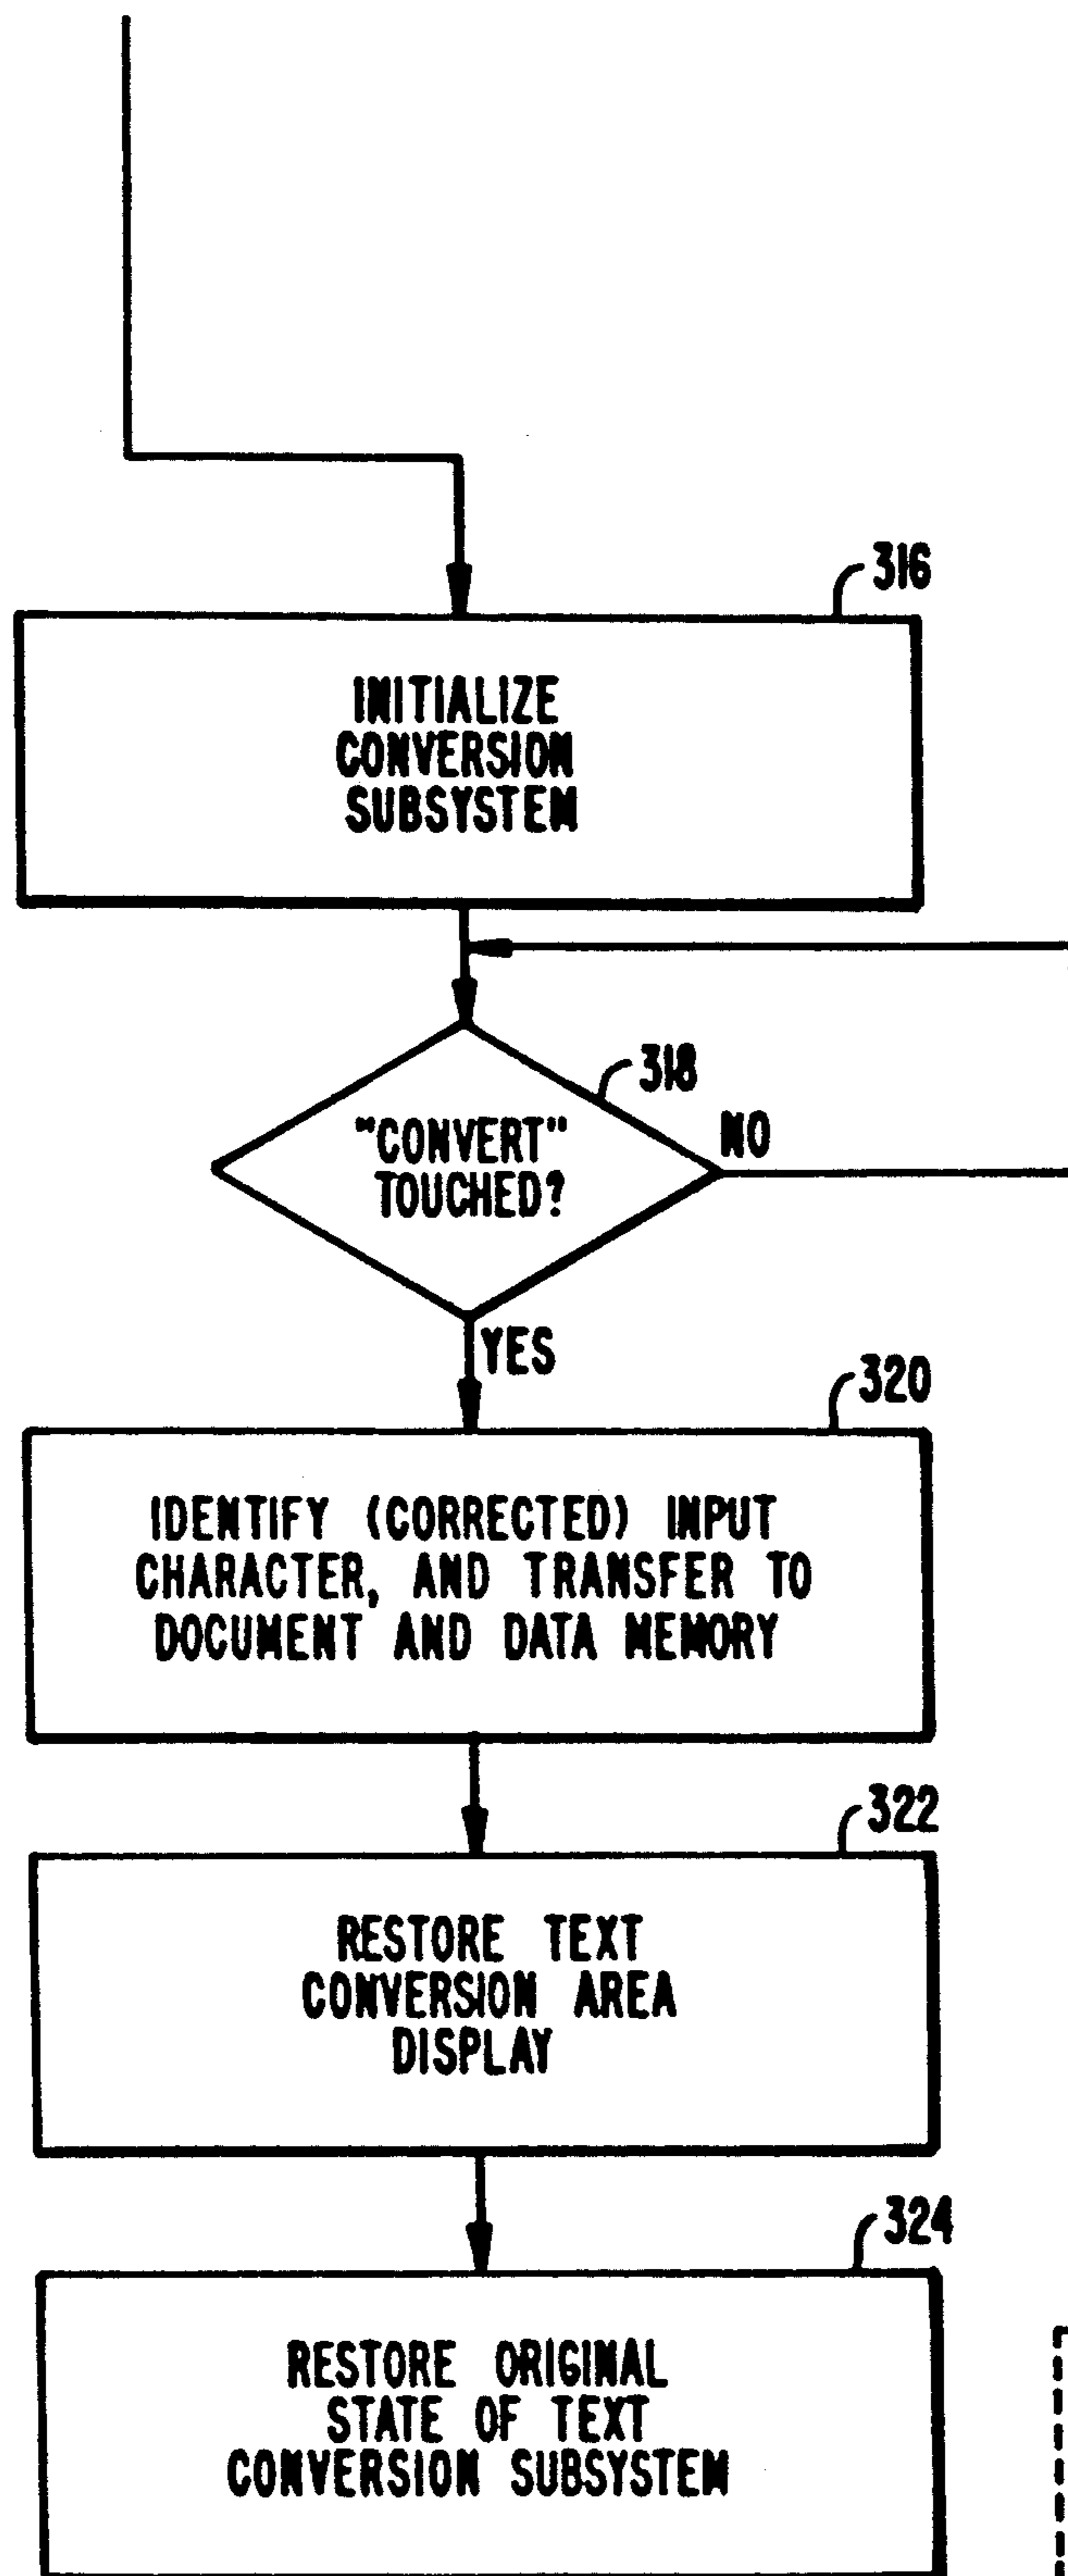 316
INITIALIZE
CONVERSION
SUBSYSTEM
318
"CONVERT"
TOUCHED?
NO
YES
320
IDENTIFY (CORRECTED) INPUT
CHARACTER, AND TRANSFER TO
DOCUMENT AND DATA MEMORY
322
RESTORE TEXT
CONVERSION AREA
DISPLAY
324
RESTORE ORIGINAL
STATE OF TEXT
CONVERSION SUBSYSTEM